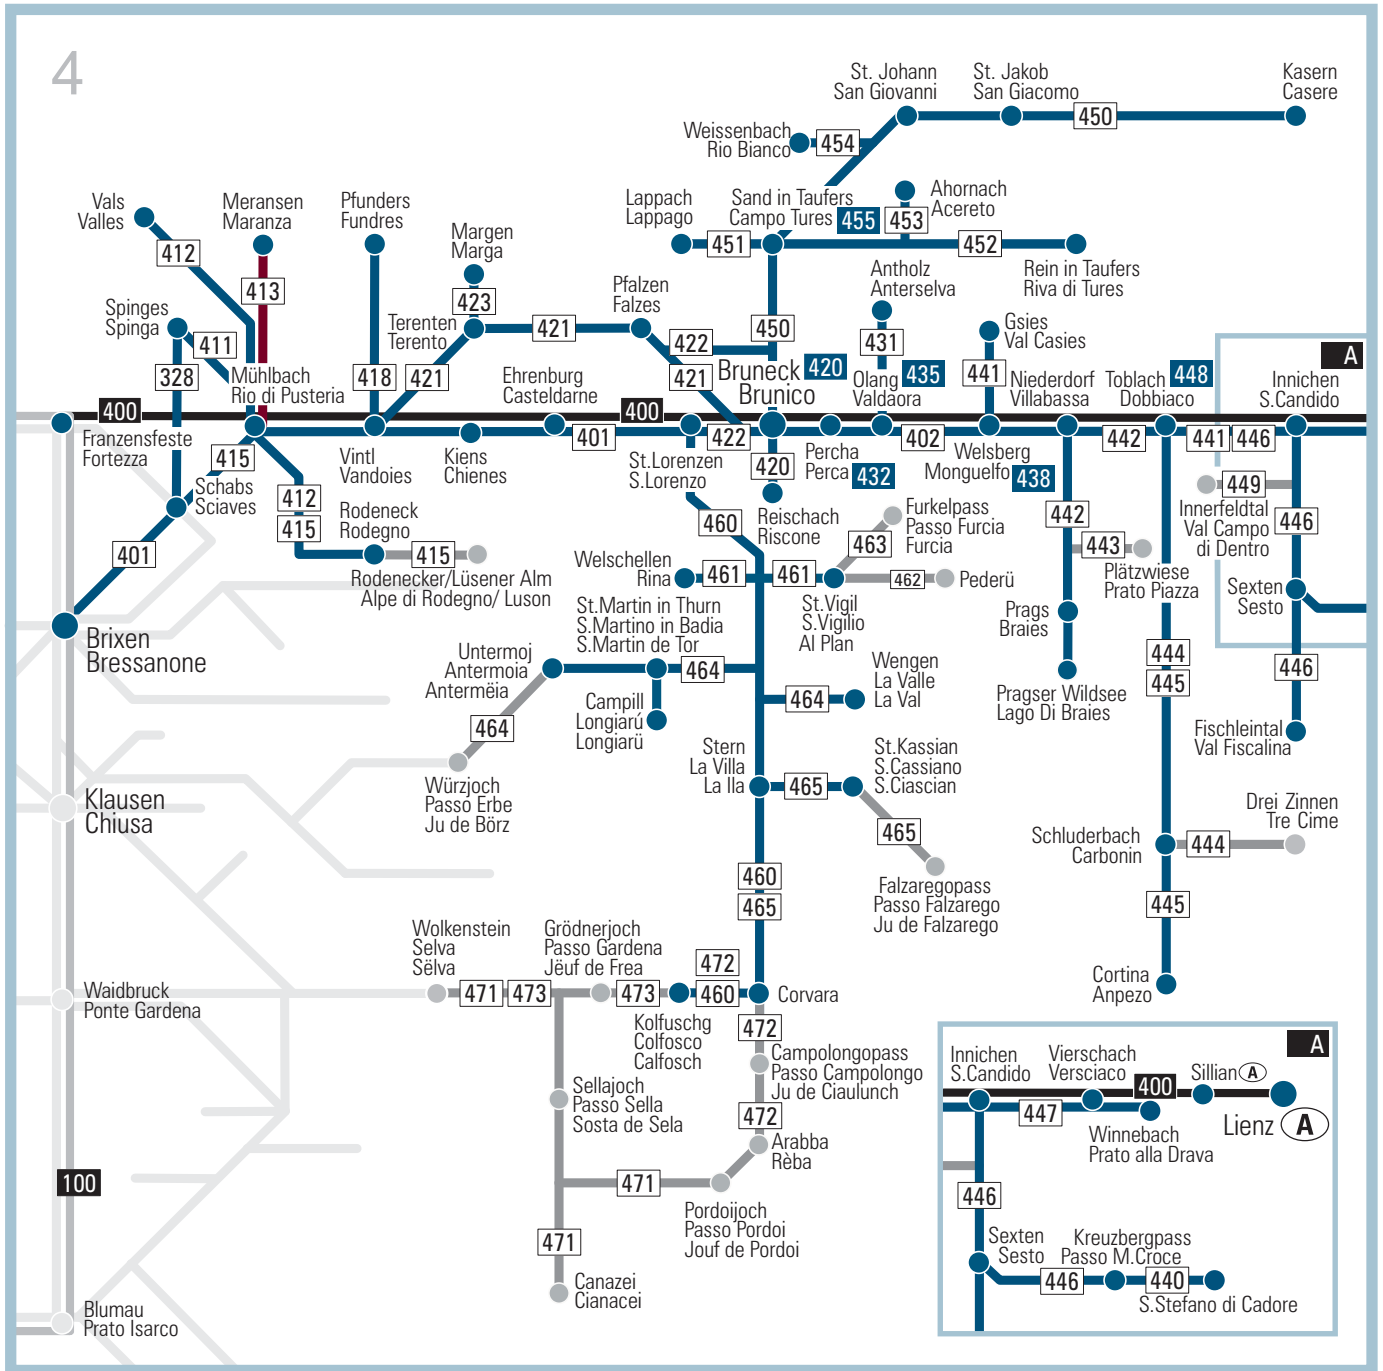 4
St. Johann
San Giovanni
St. Jakob
San Giacomo
450
Kasern
Casere
Weissenbach
Rio Bianco
454
Lappach
Lappago
451
Sand in Taufers
Campo Tures
455
453
Ahornach
Acereto
452
Antholz
Anterselva
Rein in Taufers
Riva di Tures
Vals
Valles
412
Meransen
Maranza
413
Pfunders
Fundres
Margen
Marga
423
Pfalzen
Falzes
Spinges
Spinga
411
328
Terenten
Terento
421
422
450
431
Gsies
Val Casies
441
Mühlbach
Rio di Pusteria
418
421
Ehrenburg
Casteldarne
421
Bruneck
Brunico
420
Olang
Valdaora
435
Niederdorf
Villabassa
Toblach
Dobbiaco
448
A
Innichen
S.Candido
400
400
Franzensfeste
Fortezza
415
Vintl
Vandoies
Kiens
Chienes
401
St.Lorenzen
S.Lorenzo
422
420
Percha
Perca
432
402
Welsberg
Monguelfo
438
442
441
446
Schabs
Sciaves
412
415
Rodeneck
Rodegno
401
415
Rodenecker/Lüsener Alm
Alpe di Rodegno/ Luson
460
Reischach
Riscone
Furkelpass
Passo Furcia
Furcia
463
442
443
Plätzwiese
Prato Piazza
449
Innerfeldtal
Val Campo
di Dentro
446
Welschellen
Rina
461
461
462
Pederü
St.Vigil
S.Vigilio
Al Plan
Prags
Braies
Sexten
Sesto
Brixen
Bressanone
St.Martin in Thurn
S.Martino in Badia
S.Martin de Tor
464
Untermoj
Antermoia
Antermëia
464
Campill
Longiarú
Longiarü
Wengen
La Valle
La Val
464
444
445
446
Pragser Wildsee
Lago Di Braies
Fischleintal
Val Fiscalina
Würzjoch
Passo Erbe
Ju de Börz
Stern
La Villa
La Ila
465
St.Kassian
S.Cassiano
S.Ciascian
465
Klausen
Chiusa
Drei Zinnen
Tre Cime
Schluderbach
Carbonin
444
460
465
Falzaregopass
Passo Falzarego
Ju de Falzarego
445
Wolkenstein
Selva
Sëlva
Grödnerjoch
Passo Gardena
Jëuf de Frea
472
471
473
473
460
Corvara
Cortina
Anpezo
Waidbruck
Ponte Gardena
Kolfuschg
Colfosco
Calfosch
472
Campolongopass
Passo Campolongo
Ju de Ciaulunch
Sellajoch
Passo Sella
Sosta de Sela
472
Arabba
Rèba
100
471
Pordoijoch
Passo Pordoi
Jouf de Pordoi
471
Canazei
Cianacei
Blumau
Prato Isarco
A
Innichen
S.Candido
Vierschach
Versciaco
400
Sillian A
447
Winnebach
Prato alla Drava
Lienz A
446
Sexten
Sesto
Kreuzbergpass
Passo M.Croce
446
440
S.Stefano di Cadore